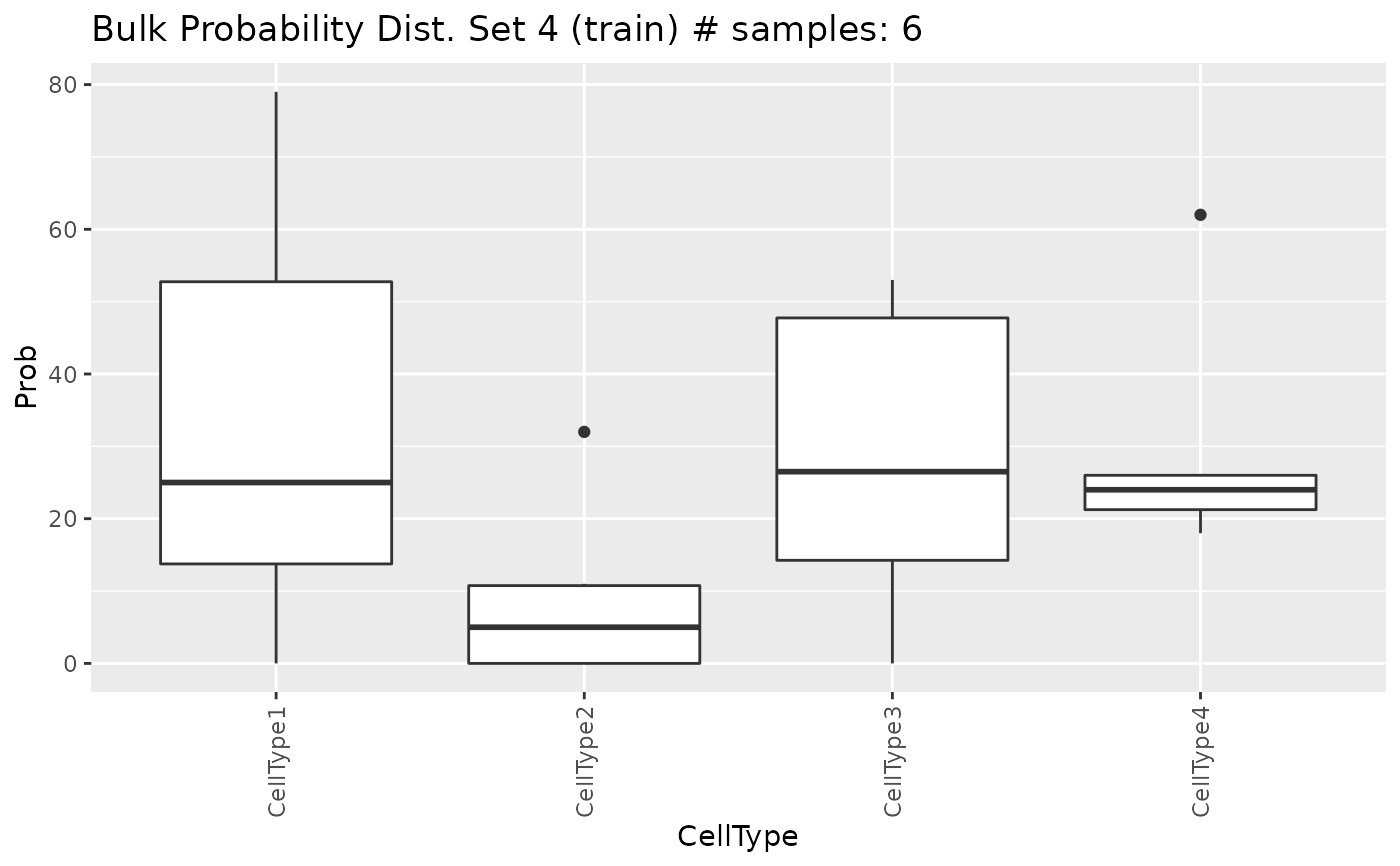 Bulk Probability Dist. Set 4 (train) # samples: 6
80
60
40
20
0
Prob
CellType1
CellType2
CellType3
CellType4
CellType